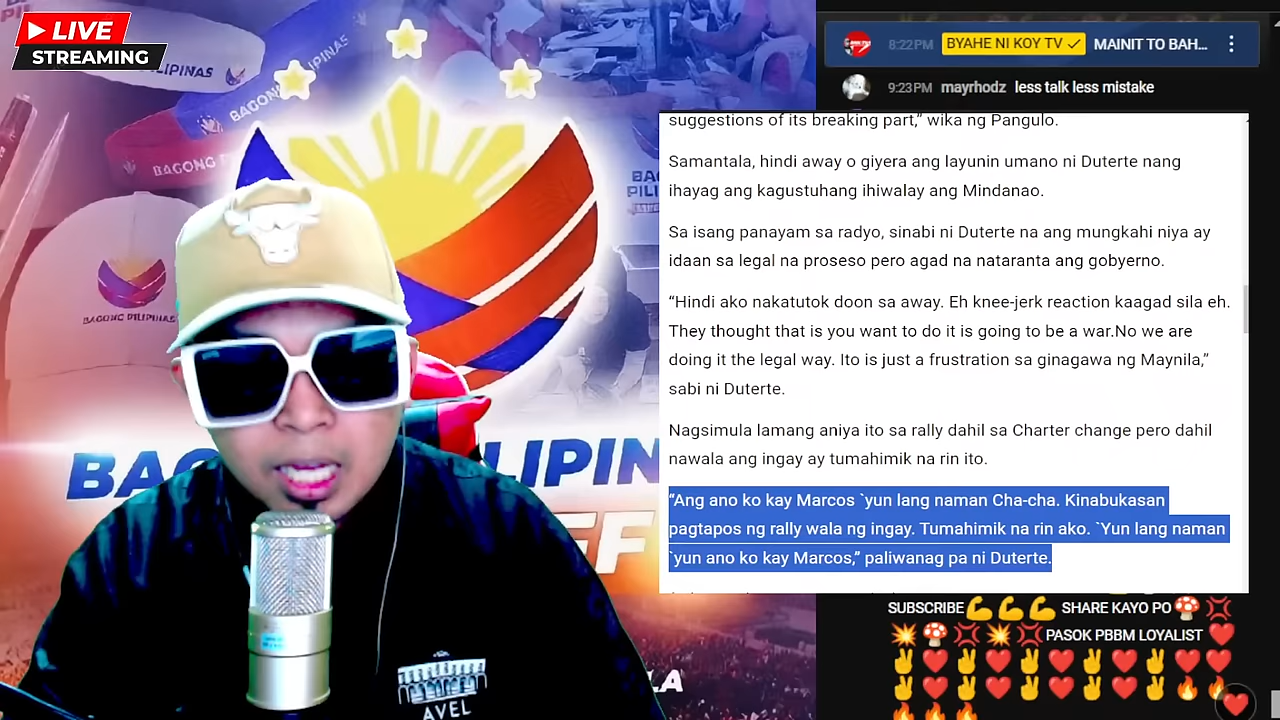 LIVE
STREAMING
PILIPINAS
BAGONG
PILIPINAS
BAGONG PI
BAGONG PILIPINAS
8:22PM BYAHE NI KOY TV MAINIT TO BAH...
9:23PM mayrhodz less talk less mistake
suggestions of its breaking part,” wika ng Pangulo.
Samantala, hindi away o giyera ang layunin umano ni Duterte nang
ihayag ang kagustuhang ihiwalay ang Mindanao.
Sa isang panayam sa radyo, sinabi ni Duterte na ang mungkahi niya ay
idaan sa legal na proseso pero agad na nataranta ang gobyerno.
“Hindi ako nakatutok doon sa away. Eh knee-jerk reaction kaagad sila eh.
They thought that is you want to do it is going to be a war.No we are
doing it the legal way. Ito is just a frustration sa ginagawa ng Maynila,”
sabi ni Duterte.
Nagsimula lamang aniya ito sa rally dahil sa Charter change pero dahil
nawala ang ingay ay tumahimik na rin ito.
“Ang ano ko kay Marcos `yun lang naman Cha-cha. Kinabukasan
pagtapos ng rally wala ng ingay. Tumahimik na rin ako. `Yun lang naman
`yun ano ko kay Marcos,” paliwanag pa ni Duterte.
SUBSCRIBE💪💪💪 SHARE KAYO PO🍄💢
💥🍄💢💥💢PASOK PBBM LOYALIST ❤️
✌️❤️✌️❤️✌️❤️✌️❤️✌️❤️❤️
✌️❤️✌️❤️✌️❤️✌️❤️✌️🔥🔥
🔥🔥🔥
BAG
LIPIN
FF
LA
AVEL